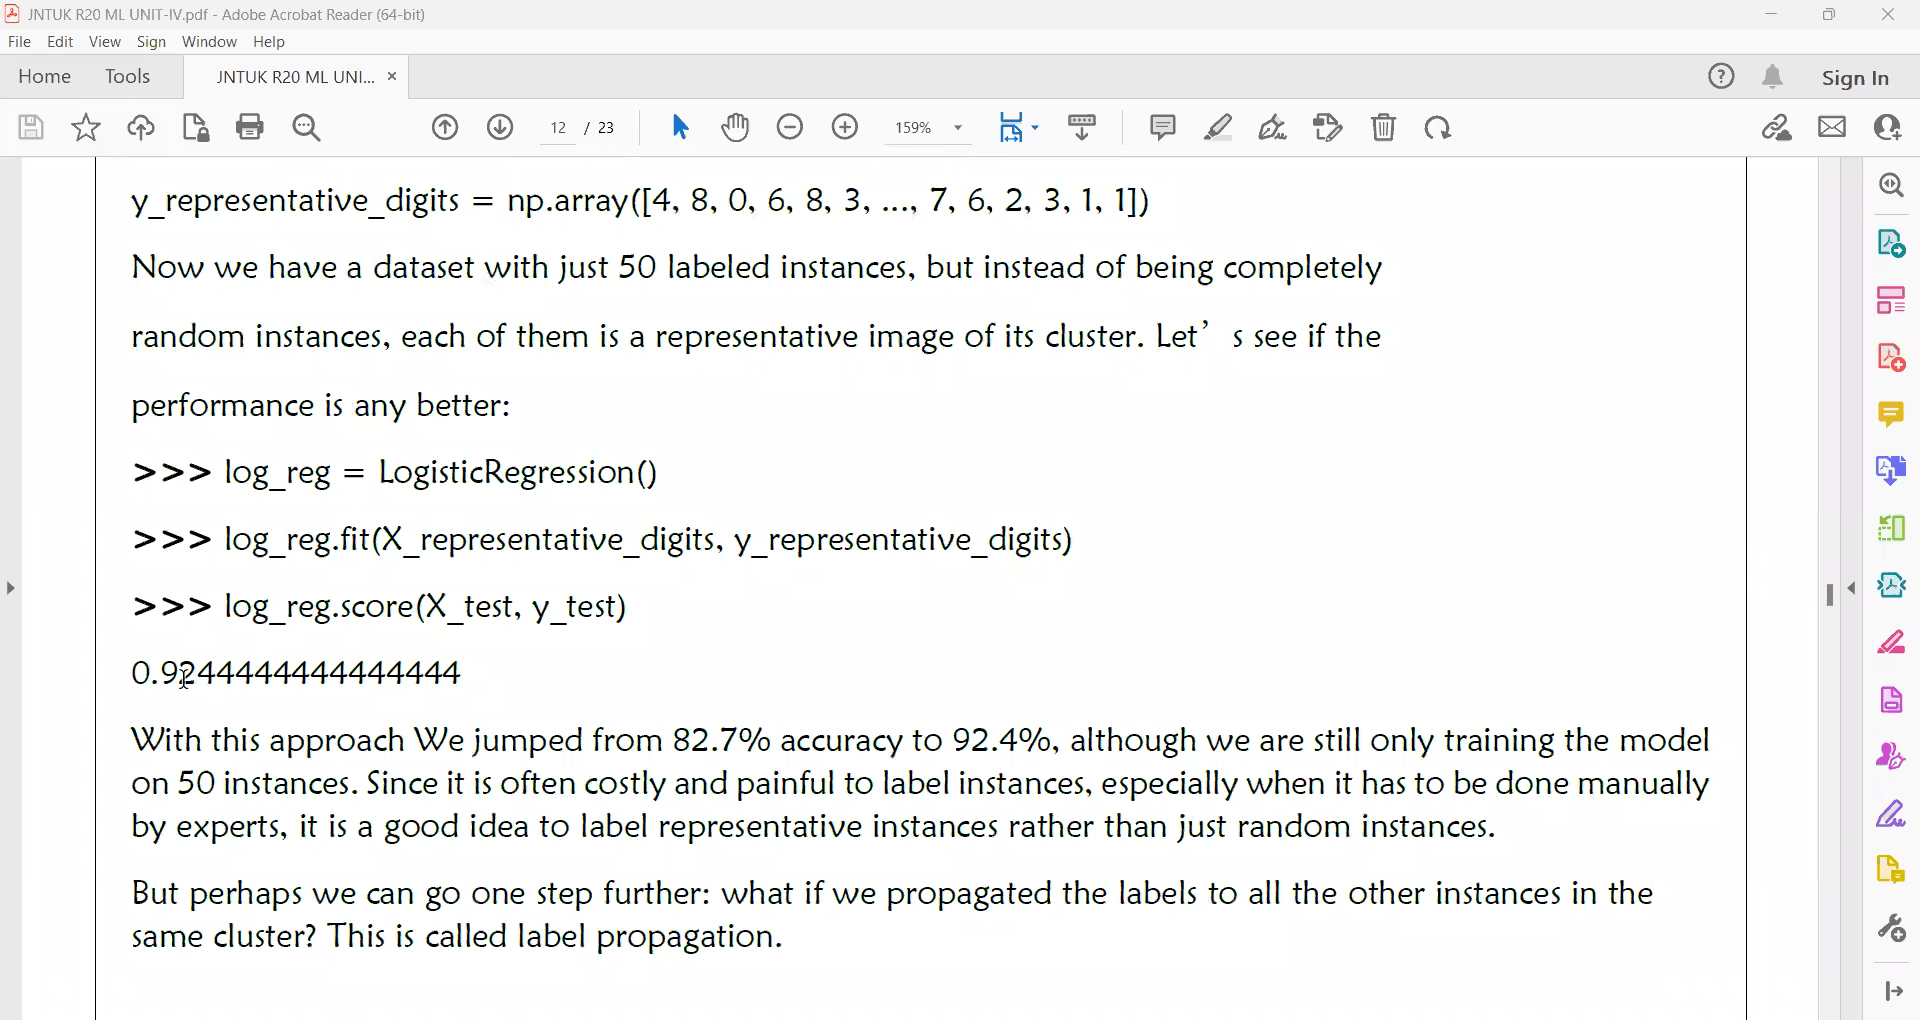 JNTUK R20 ML UNIT-IV.pdf - Adobe Acrobat Reader (64-bit)
File Edit View Sign Window Help
Home Tools JNTUK R20 ML UNI... × Sign In
12 / 23 159%
y_representative_digits = np.array([4, 8, 0, 6, 8, 3, ..., 7, 6, 2, 3, 1, 1])
Now we have a dataset with just 50 labeled instances, but instead of being completely
random instances, each of them is a representative image of its cluster. Let’ s see if the
performance is any better:
>>> log_reg = LogisticRegression()
>>> log_reg.fit(X_representative_digits, y_representative_digits)
>>> log_reg.score(X_test, y_test)
0.9244444444444444
With this approach We jumped from 82.7% accuracy to 92.4%, although we are still only training the model
on 50 instances. Since it is often costly and painful to label instances, especially when it has to be done manually
by experts, it is a good idea to label representative instances rather than just random instances.
But perhaps we can go one step further: what if we propagated the labels to all the other instances in the
same cluster? This is called label propagation.